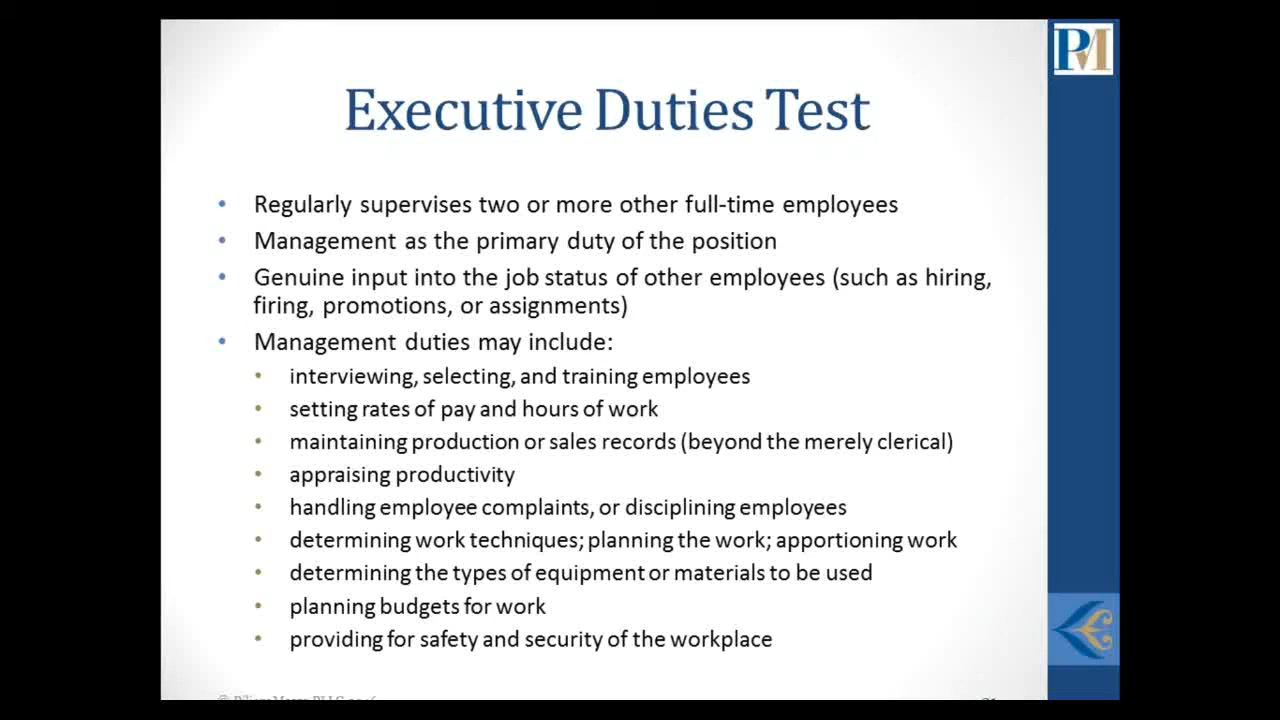 PM
Executive Duties Test
• Regularly supervises two or more other full-time employees
• Management as the primary duty of the position
• Genuine input into the job status of other employees (such as hiring,
firing, promotions, or assignments)
• Management duties may include:
• interviewing, selecting, and training employees
• setting rates of pay and hours of work
• maintaining production or sales records (beyond the merely clerical)
• appraising productivity
• handling employee complaints, or disciplining employees
• determining work techniques; planning the work; apportioning work
• determining the types of equipment or materials to be used
• planning budgets for work
• providing for safety and security of the workplace